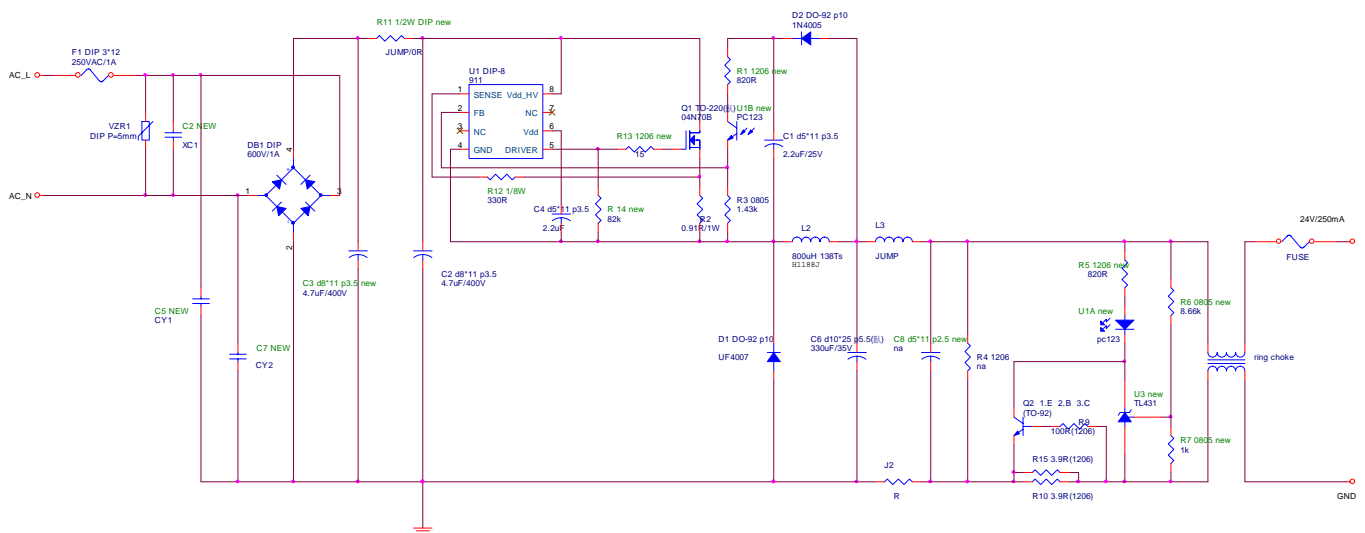 F1 DIP 3*12
250VAC/1A
AC_L
VZR1
DIP P=5mm
C2 NEW
XC1
AC_N
DB1 DIP
600V/1A
1
2
3
4
R11 1/2W DIP new
JUMP/0R
C5 NEW
CY1
C7 NEW
CY2
C3 d8*11 p3.5 new
4.7uF/400V
C2 d8*11 p3.5
4.7uF/400V
U1 DIP-8
911
1 SENSE Vdd_HV 8
2 FB NC 7
3 NC Vdd 6
4 GND DRIVER 5
R12 1/8W
330R
C4 d5*11 p3.5
2.2uF
R 14 new
82k
R13 1206 new
15
Q1 TO-220(臥)
04N70B
R2
0.91R/1W
D2 DO-92 p10
1N4005
R1 1206 new
820R
U1B new
PC123
C1 d5*11 p3.5
2.2uF/25V
R3 0805
1.43k
L2
800uH 138Ts
H1188J
L3
JUMP
D1 DO-92 p10
UF4007
C6 d10*25 p5.5(臥)
330uF/35V
C8 d5*11 p2.5 new
na
R4 1206
na
J2
R
R5 1206 new
820R
U1A new
pc123
R6 0805 new
8.66k
U3 new
TL431
Q2 1.E 2.B 3.C
(TO-92)
R9
100R(1206)
R7 0805 new
1k
R15 3.9R(1206)
R10 3.9R(1206)
ring choke
24V/250mA
FUSE
GND